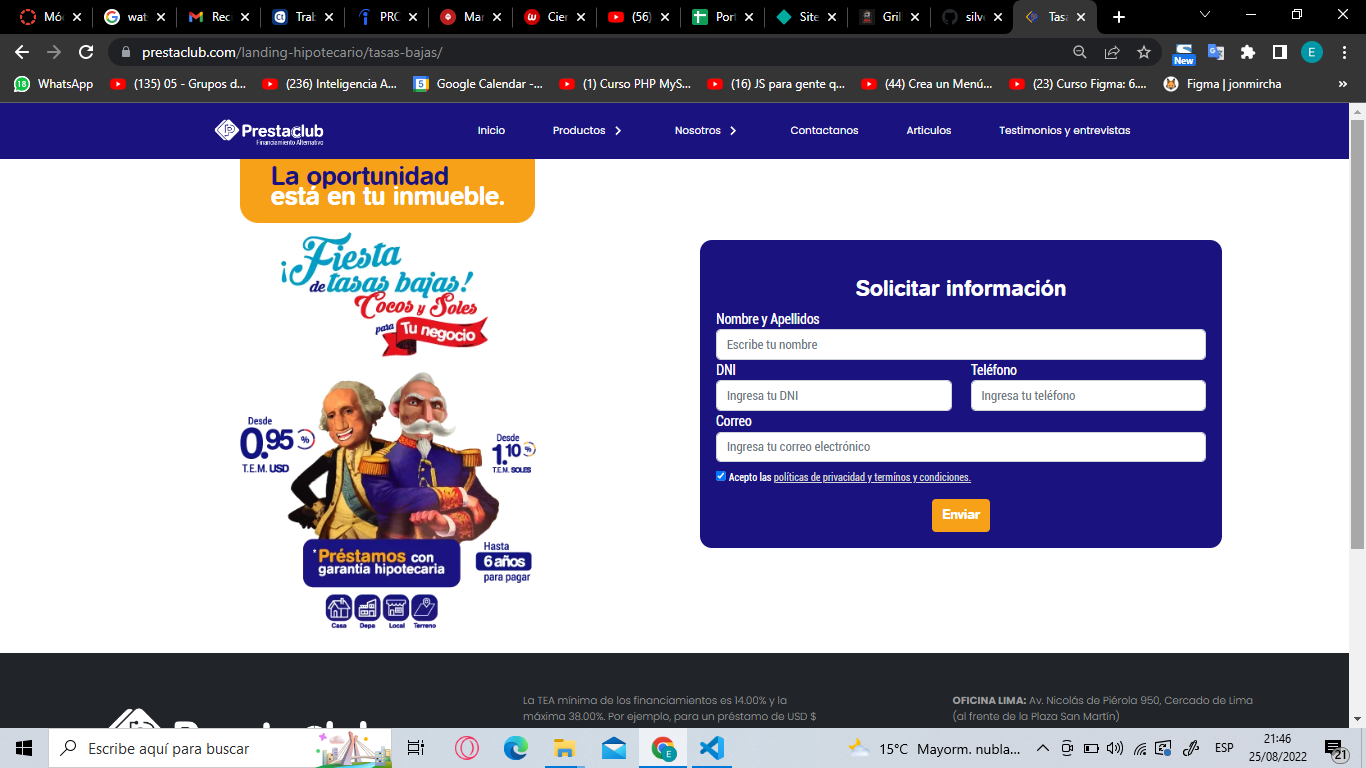 Mód
wat
Rec
Trab
PRC
Mar
Cier
(56)
Port
Site
Gril
silve
Tasa
prestaclub.com/landing-hipotecario/tasas-bajas/
New
E
18
WhatsApp
(135) 05 - Grupos d...
(236) Inteligencia A...
Google Calendar -...
(1) Curso PHP MyS...
(16) JS para gente q...
(44) Crea un Menú...
(23) Curso Figma: 6....
Figma | jonmircha
»
Prestaclub
Financiamiento Alternativo
Inicio
Productos
Nosotros
Contactanos
Articulos
Testimonios y entrevistas
La oportunidad
está en tu inmueble.
¡Fiesta
de tasas bajas!
Cocos y Soles
para Tu negocio
Desde
0.95 %
T.E.M. USD
Desde
1.10 %
T.E.M. SOLES
*Préstamos con
garantía hipotecaria
Hasta
6 años
para pagar
Casa
Depa
Local
Terreno
Solicitar información
Nombre y Apellidos
Escribe tu nombre
DNI
Teléfono
Ingresa tu DNI
Ingresa tu teléfono
Correo
Ingresa tu correo electrónico
Acepto las políticas de privacidad y termínos y condiciones.
Enviar
La TEA mínima de los financiamientos es 14.00% y la
máxima 38.00%. Por ejemplo, para un préstamo de USD $
OFICINA LIMA: Av. Nicolás de Piérola 950, Cercado de Lima
(al frente de la Plaza San Martín)
Escribe aquí para buscar
15°C Mayorm. nubla...
ESP
21:46
25/08/2022
21